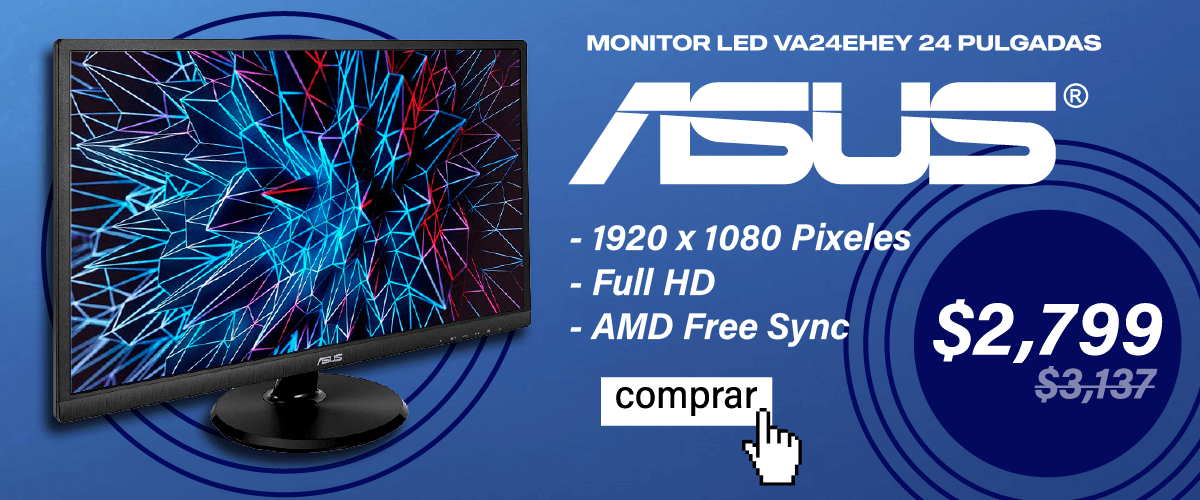 MONITOR LED VA24EHEY 24 PULGADAS
ASUS®
- 1920 x 1080 Pixeles
- Full HD
- AMD Free Sync
$2,799
$3,137
comprar
ASUS